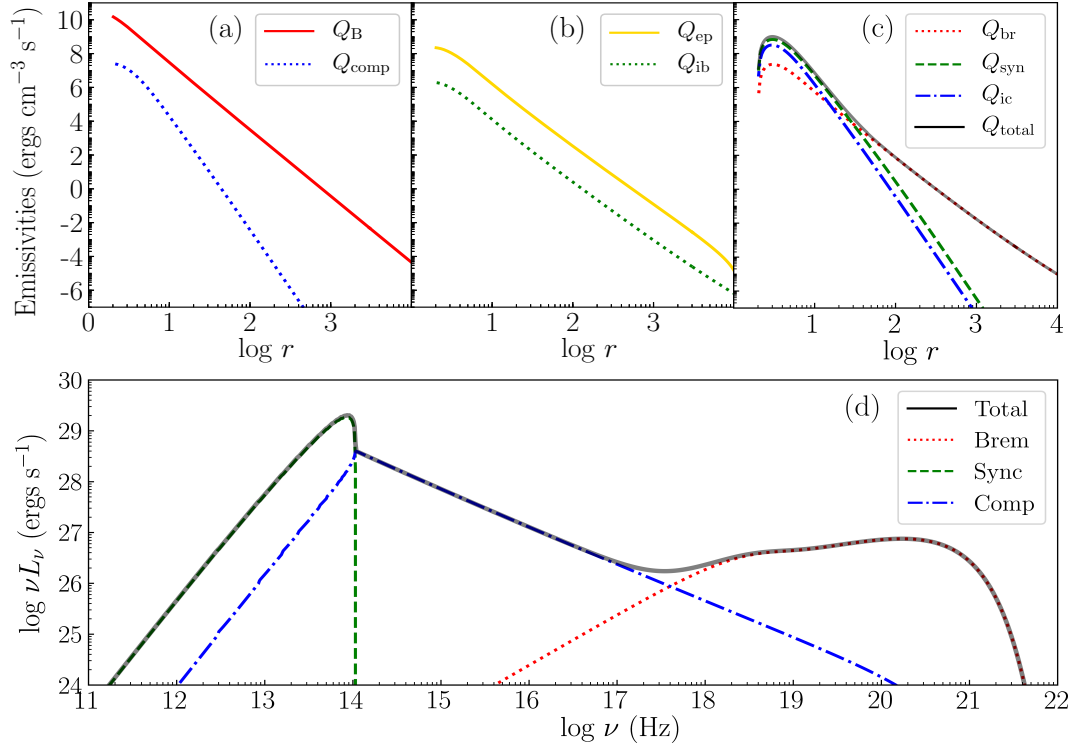 Emissivities (ergs cm⁻³ s⁻¹)
10
8
6
4
2
0
-2
-4
-6
(a)
Q_B
Q_comp
0 1 2 3
log r
(b)
Q_ep
Q_ib
1 2 3
log r
(c)
Q_br
Q_syn
Q_ic
Q_total
1 2 3 4
log r
log νL_ν (ergs s⁻¹)
30
29
28
27
26
25
24
(d)
Total
Brem
Sync
Comp
11 12 13 14 15 16 17 18 19 20 21 22
log ν (Hz)